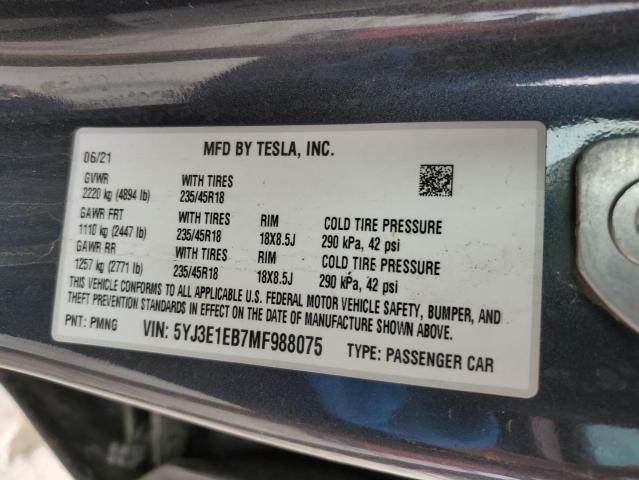 06/21 MFD BY TESLA, INC.
GVWR WITH TIRES
2220 kg (4894 lb) 235/45R18
GAWR FRT WITH TIRES RIM COLD TIRE PRESSURE
1110 kg (2447 lb) 235/45R18 18X8.5J 290 kPa, 42 psi
GAWR RR WITH TIRES RIM COLD TIRE PRESSURE
1257 kg (2771 lb) 235/45R18 18X8.5J 290 kPa, 42 psi
THIS VEHICLE CONFORMS TO ALL APPLICABLE U.S. FEDERAL MOTOR VEHICLE SAFETY, BUMPER, AND
THEFT STANDARDS IN EFFECT ON THE DATE OF MANUFACTURE SHOWN ABOVE.
PNT: PMNG VIN: 5YJ3E1EB7MF988075 TYPE: PASSENGER CAR